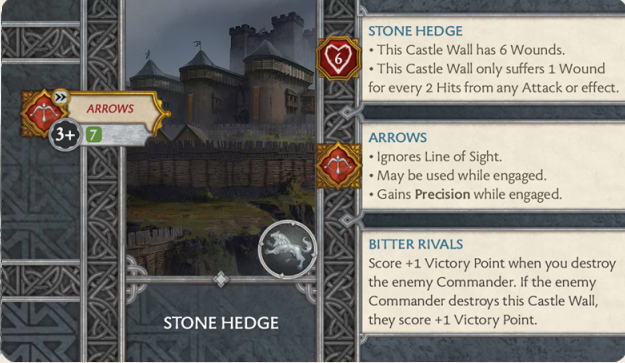 ARROWS
3+
7
STONE HEDGE
6
STONE HEDGE
• This Castle Wall has 6 Wounds.
• This Castle Wall only suffers 1 Wound
for every 2 Hits from any Attack or effect.
ARROWS
• Ignores Line of Sight.
• May be used while engaged.
• Gains Precision while engaged.
BITTER RIVALS
Score +1 Victory Point when you destroy
the enemy Commander. If the enemy
Commander destroys this Castle Wall,
they score +1 Victory Point.